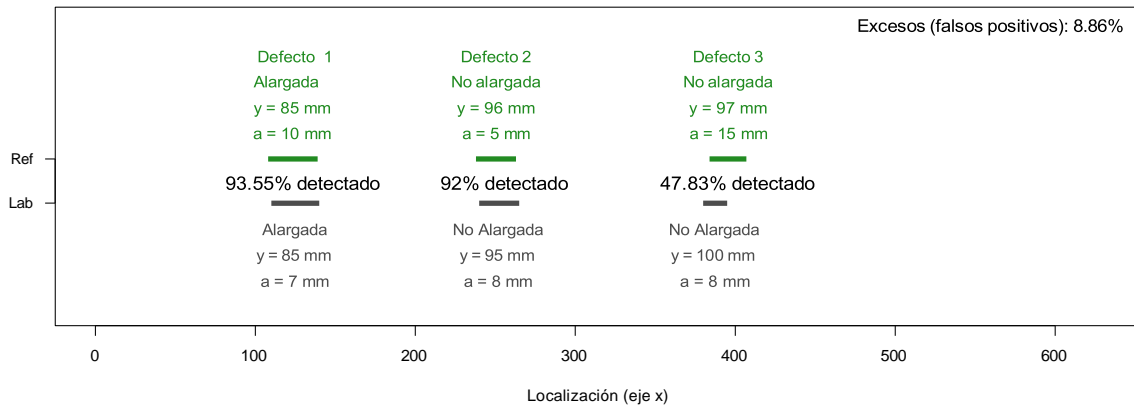 Excesos (falsos positivos): 8.86%
Defecto 1
Alargada
y = 85 mm
a = 10 mm
Defecto 2
No alargada
y = 96 mm
a = 5 mm
Defecto 3
No alargada
y = 97 mm
a = 15 mm
Ref
93.55% detectado
92% detectado
47.83% detectado
Lab
Alargada
y = 85 mm
a = 7 mm
No Alargada
y = 95 mm
a = 8 mm
No Alargada
y = 100 mm
a = 8 mm
0 100 200 300 400 500 600
Localización (eje x)